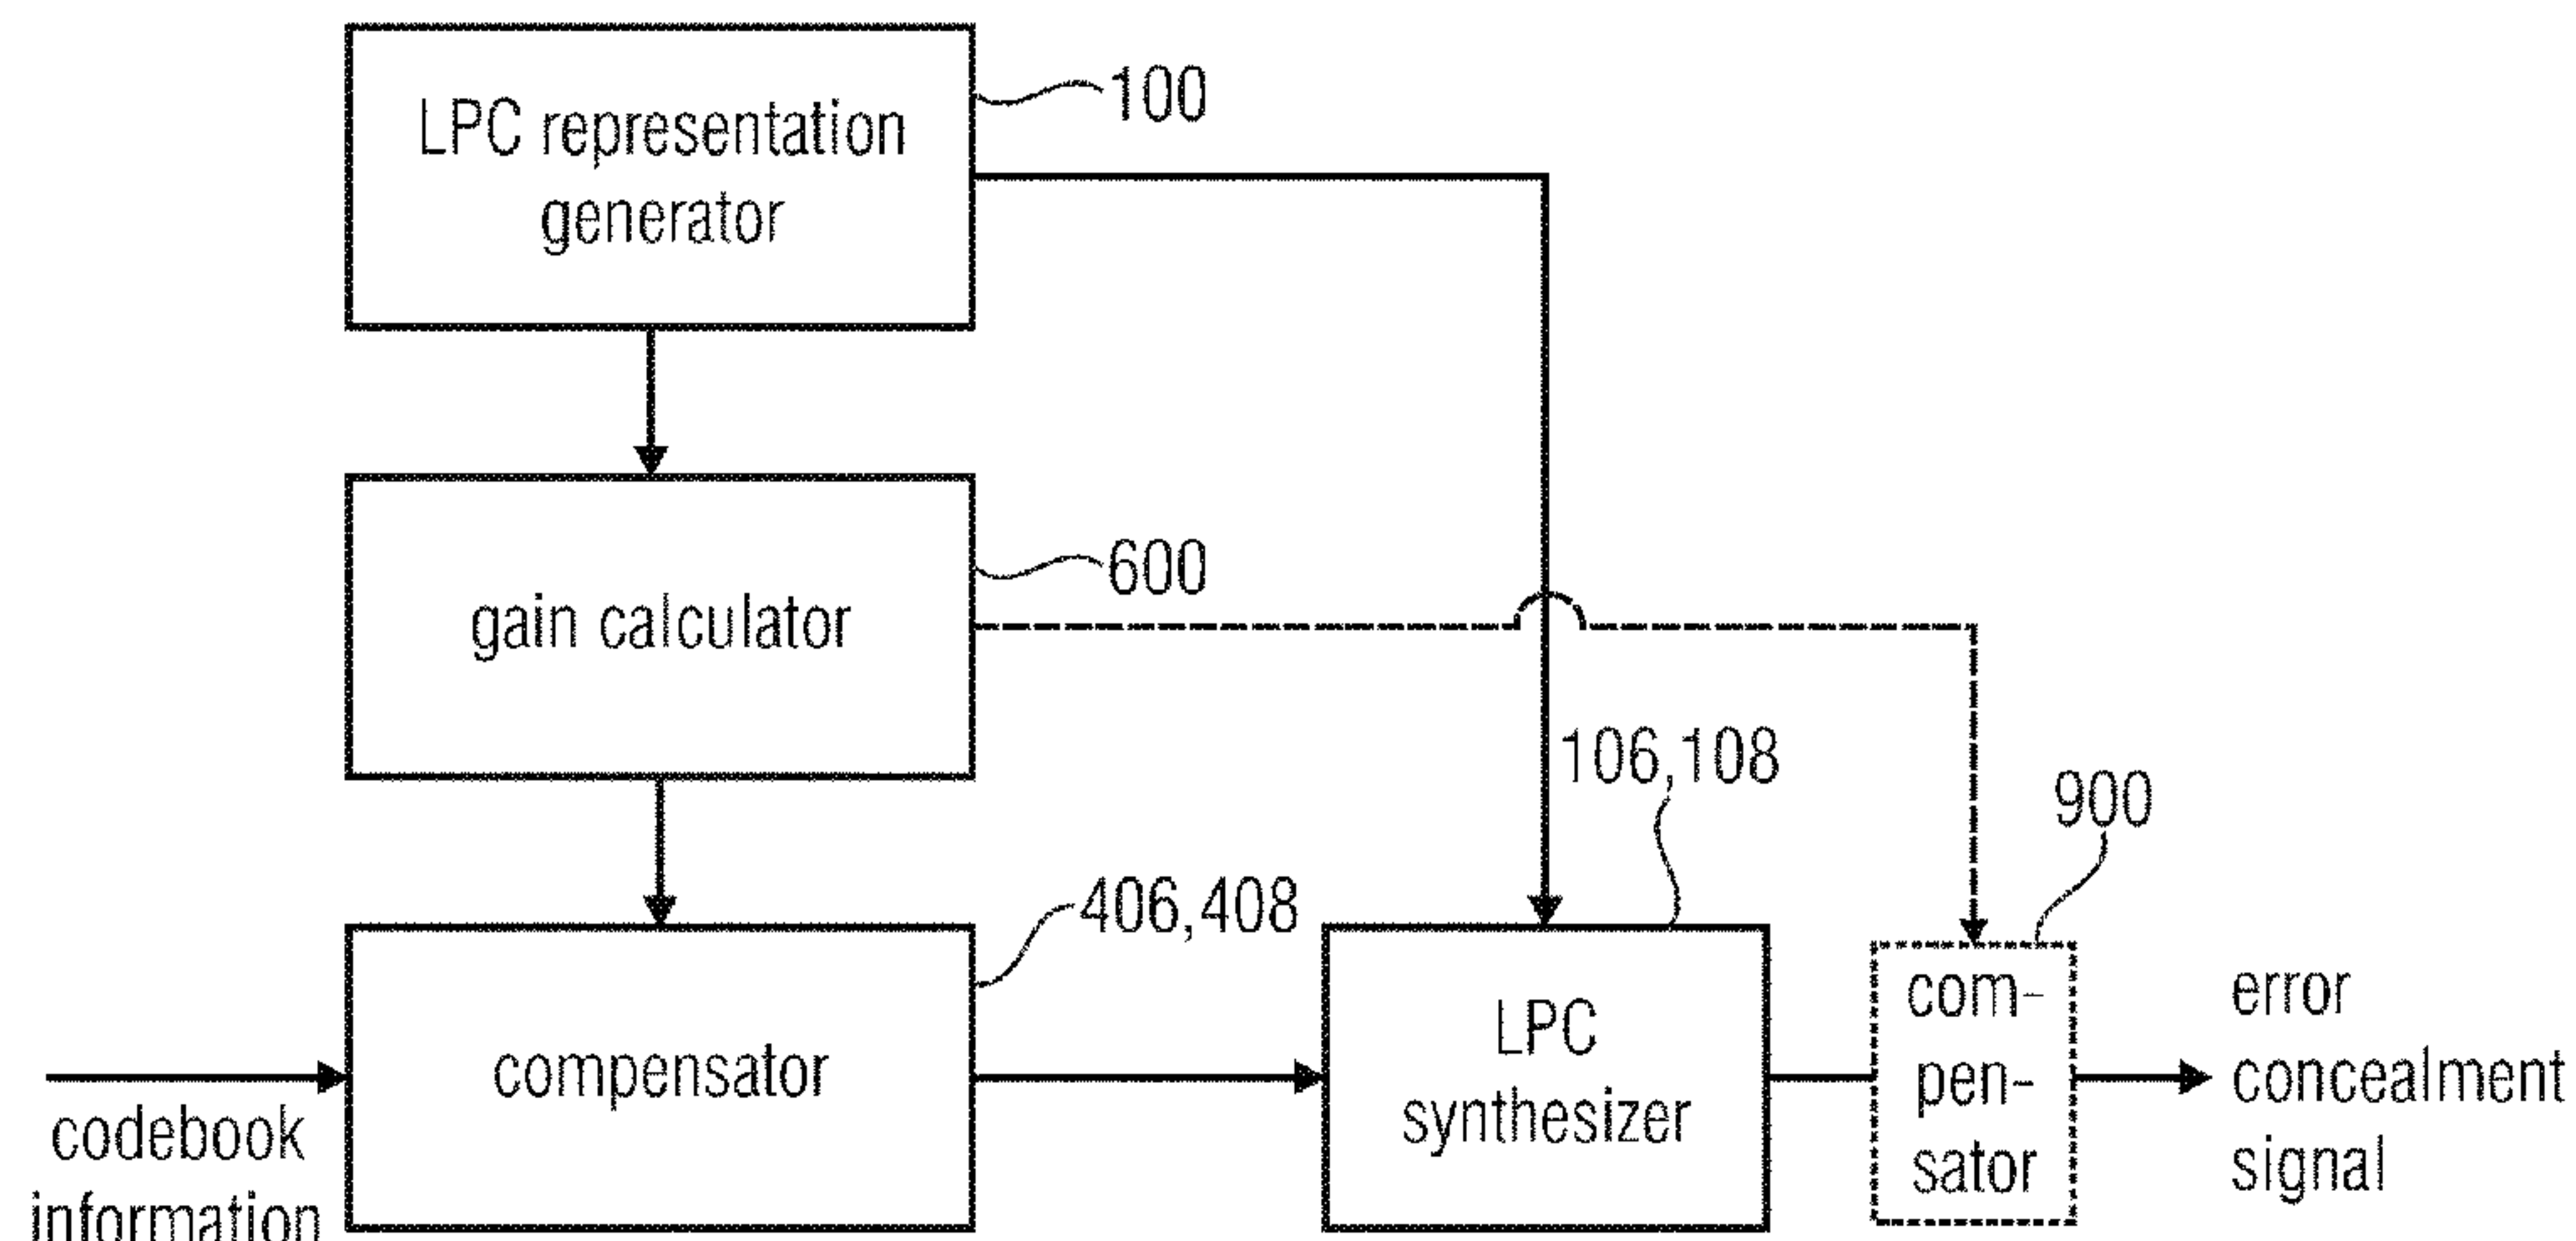 LPC representation
generator
100
gain calculator
600
106,108
900
406,408
compensator
codebook
information
LPC
synthesizer
com-
pen-
sator
error
concealment
signal